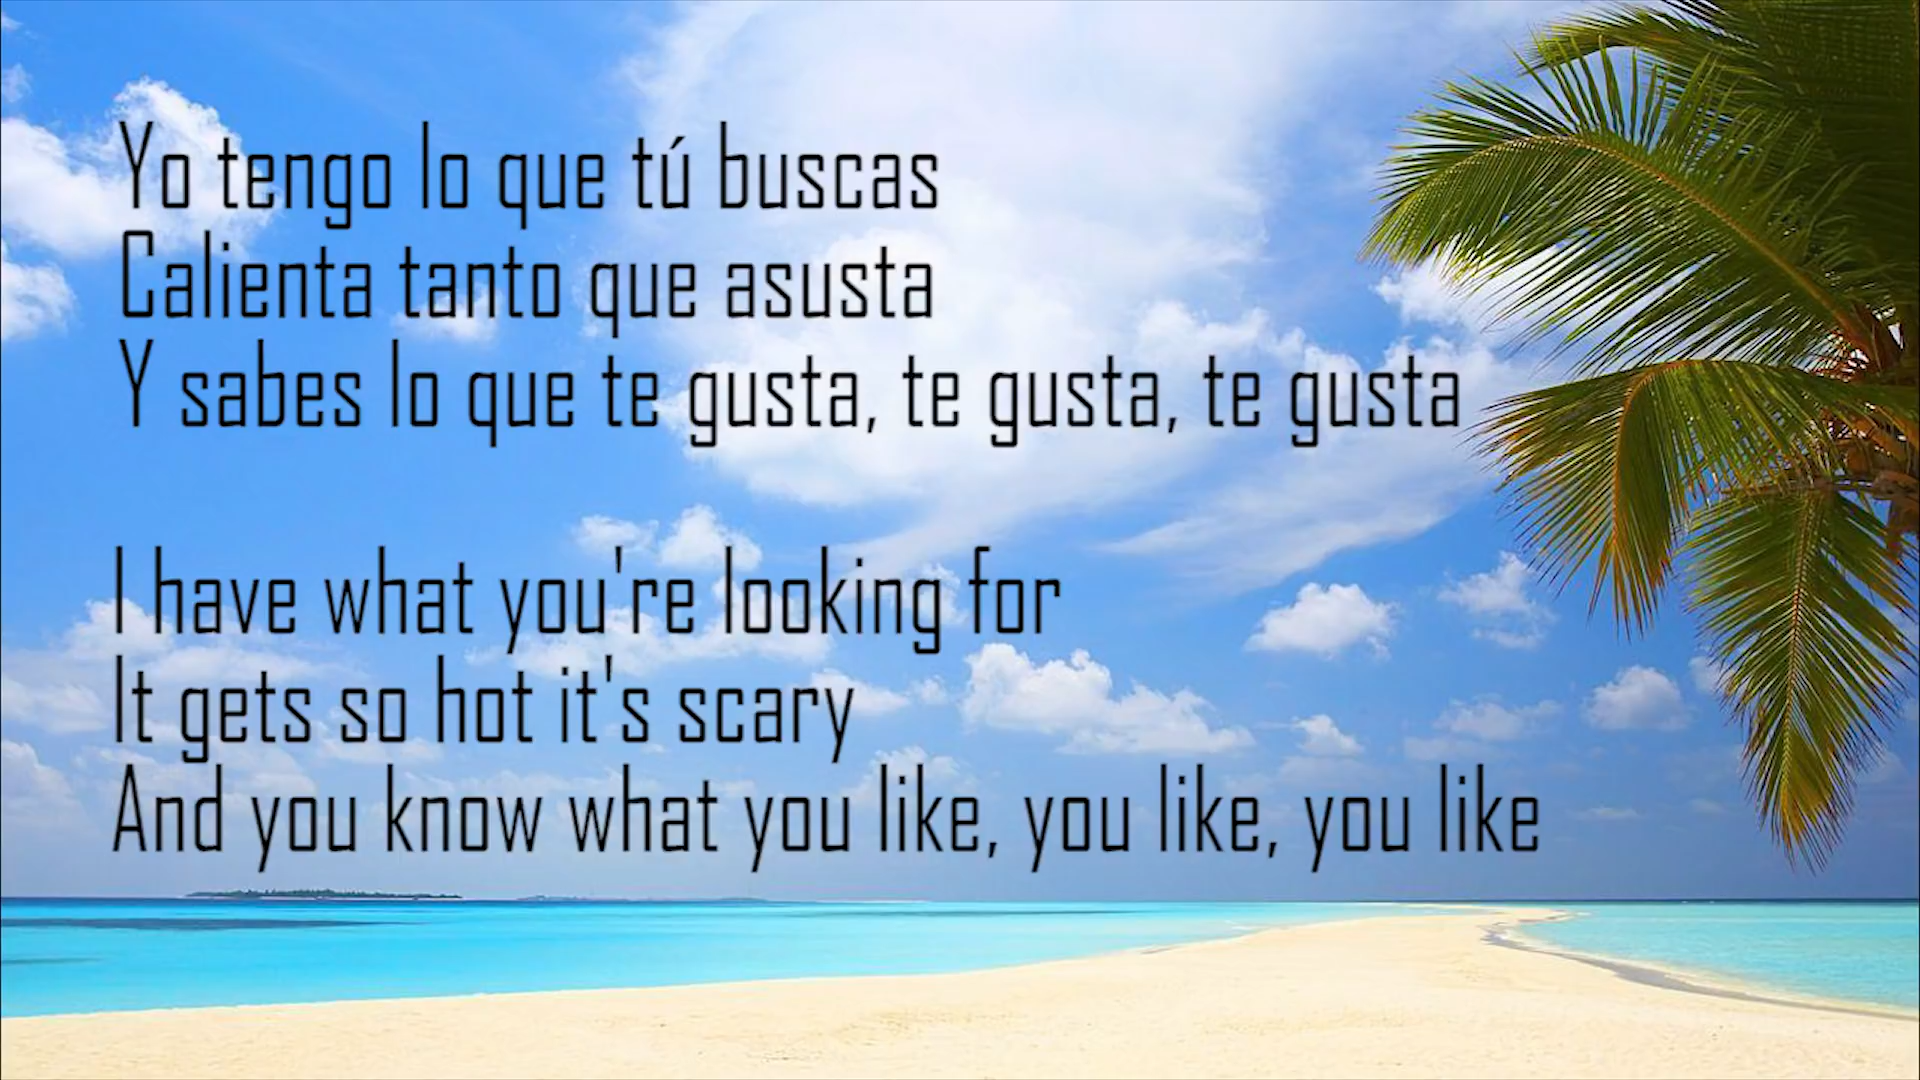 Yo tengo lo que tú buscas
Calienta tanto que asusta
Y sabes lo que te gusta, te gusta, te gusta
I have what you're looking for
It gets so hot it's scary
And you know what you like, you like, you like